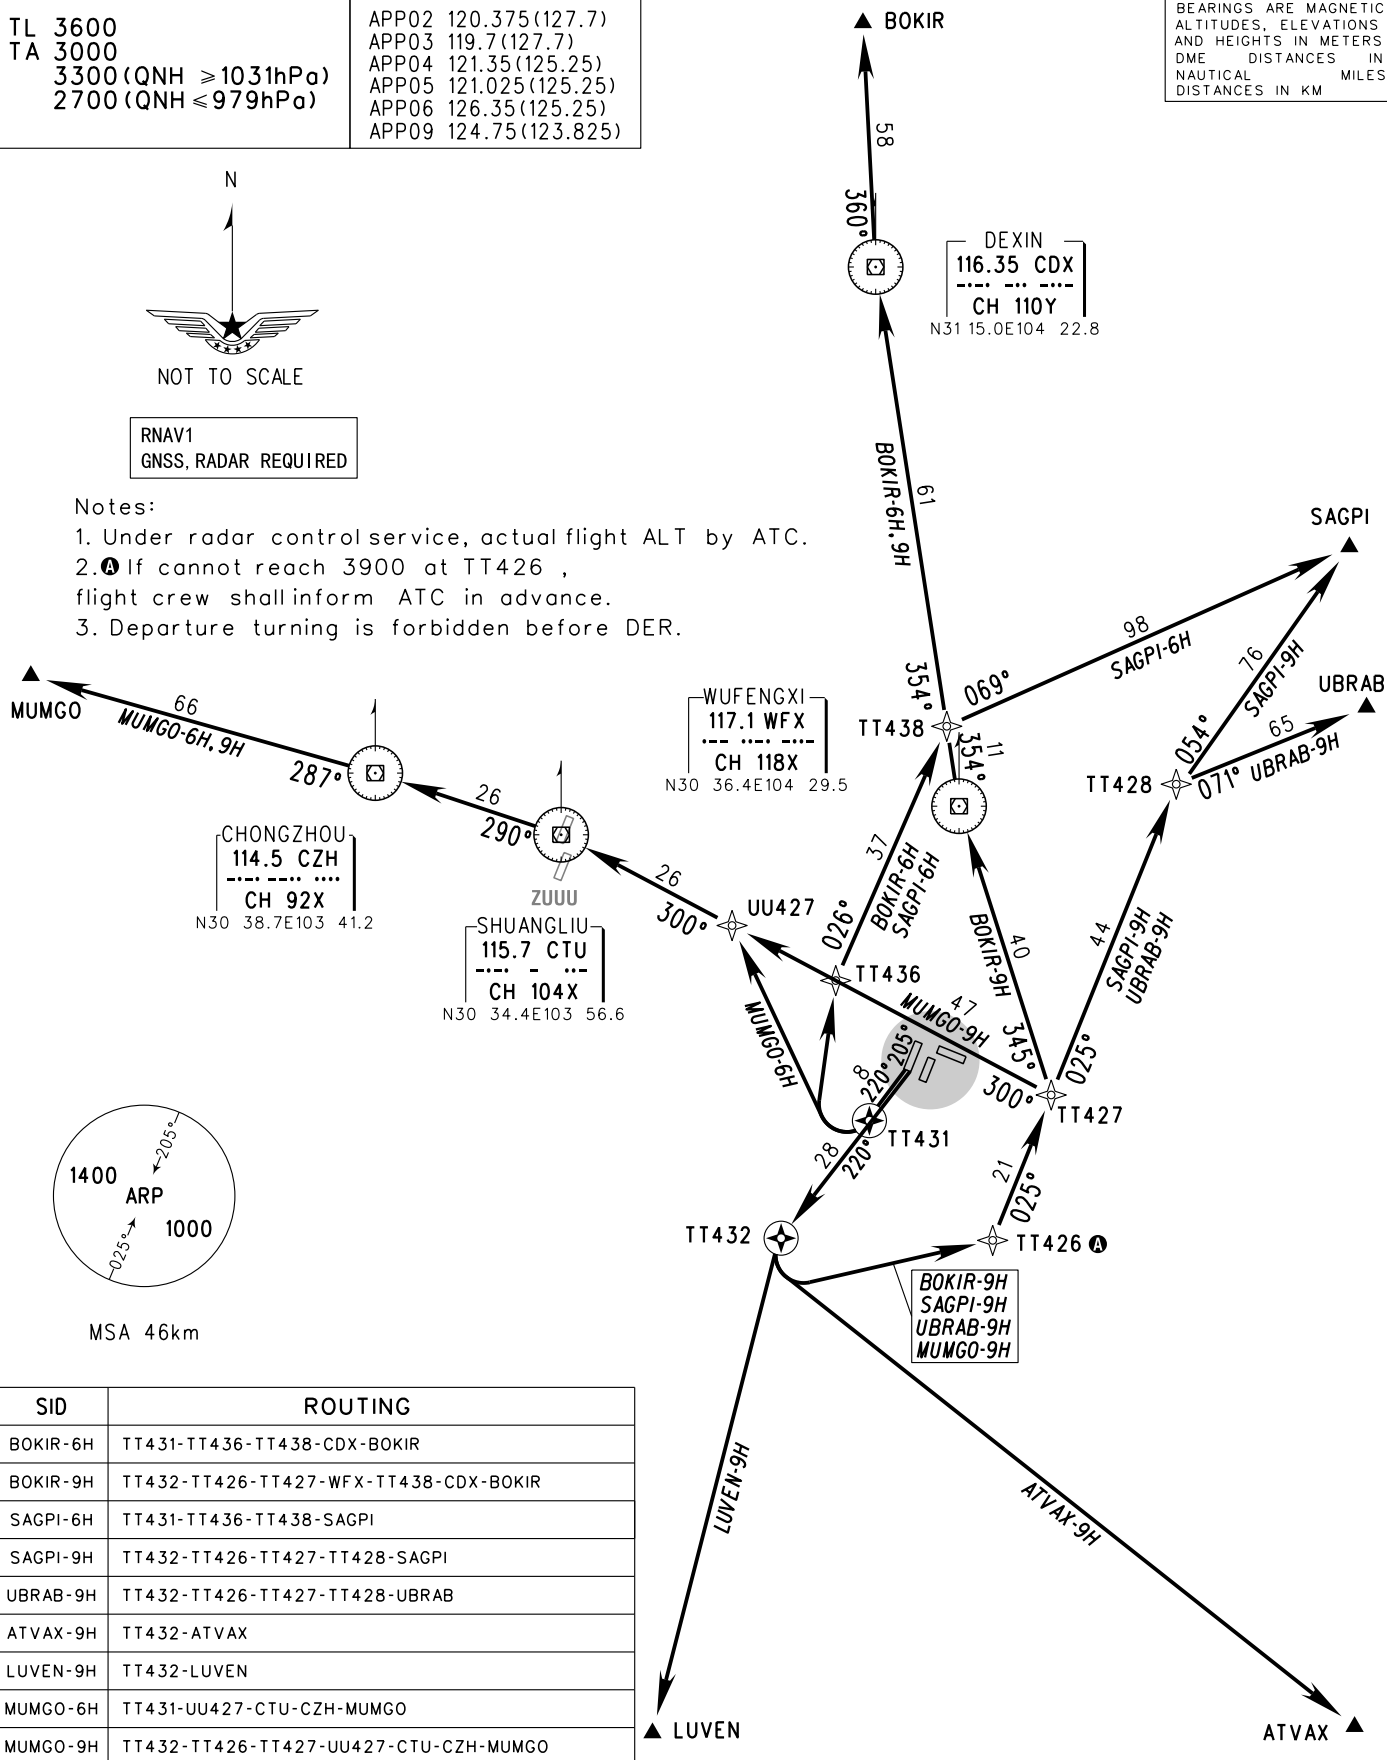 TL 3600
TA 3000
3300(QNH ≥1031hPa)
2700(QNH ≤979hPa)
APP02 120.375(127.7)
APP03 119.7(127.7)
APP04 121.35(125.25)
APP05 121.025(125.25)
APP06 126.35(125.25)
APP09 124.75(123.825)
BEARINGS ARE MAGNETIC
ALTITUDES, ELEVATIONS
AND HEIGHTS IN METERS
DME DISTANCES IN
NAUTICAL MILES
DISTANCES IN KM
BOKIR
58
360°
DEXIN
116.35 CDX
CH 110Y
N31 15.0E104 22.8
N
NOT TO SCALE
RNAV1
GNSS, RADAR REQUIRED
Notes:
1. Under radar control service, actual flight ALT by ATC.
2. A If cannot reach 3900 at TT426 ,
flight crew shall inform ATC in advance.
3. Departure turning is forbidden before DER.
BOKIR-6H,9H
61
SAGPI
98
SAGPI-6H
76
SAGPI-9H
UBRAB
65
UBRAB-9H
354°
069°
054°
071°
TT438
354°
11
TT428
WUFENGXI
117.1 WFX
CH 118X
N30 36.4E104 29.5
MUMGO
66
MUMGO-6H,9H
287°
26
290°
CHONGZHOU
114.5 CZH
CH 92X
N30 38.7E103 41.2
ZUUU
SHUANGLIU
115.7 CTU
CH 104X
N30 34.4E103 56.6
26
300°
UU427
37
BOKIR-6H
SAGPI-6H
026°
TT436
40
BOKIR-9H
44
SAGPI-9H
UBRAB-9H
47
MUMGO-9H
345°
025°
300°
TT427
MUMGO-6H
8
220°
205°
TT431
28
220°
21
025°
TT432
TT426 A
BOKIR-9H
SAGPI-9H
UBRAB-9H
MUMGO-9H
1400
205°
ARP
1000
025°
MSA 46km
LUVEN-9H
ATVAX-9H
LUVEN
ATVAX
SID ROUTING
BOKIR-6H TT431-TT436-TT438-CDX-BOKIR
BOKIR-9H TT432-TT426-TT427-WFX-TT438-CDX-BOKIR
SAGPI-6H TT431-TT436-TT438-SAGPI
SAGPI-9H TT432-TT426-TT427-TT428-SAGPI
UBRAB-9H TT432-TT426-TT427-TT428-UBRAB
ATVAX-9H TT432-ATVAX
LUVEN-9H TT432-LUVEN
MUMGO-6H TT431-UU427-CTU-CZH-MUMGO
MUMGO-9H TT432-TT426-TT427-UU427-CTU-CZH-MUMGO